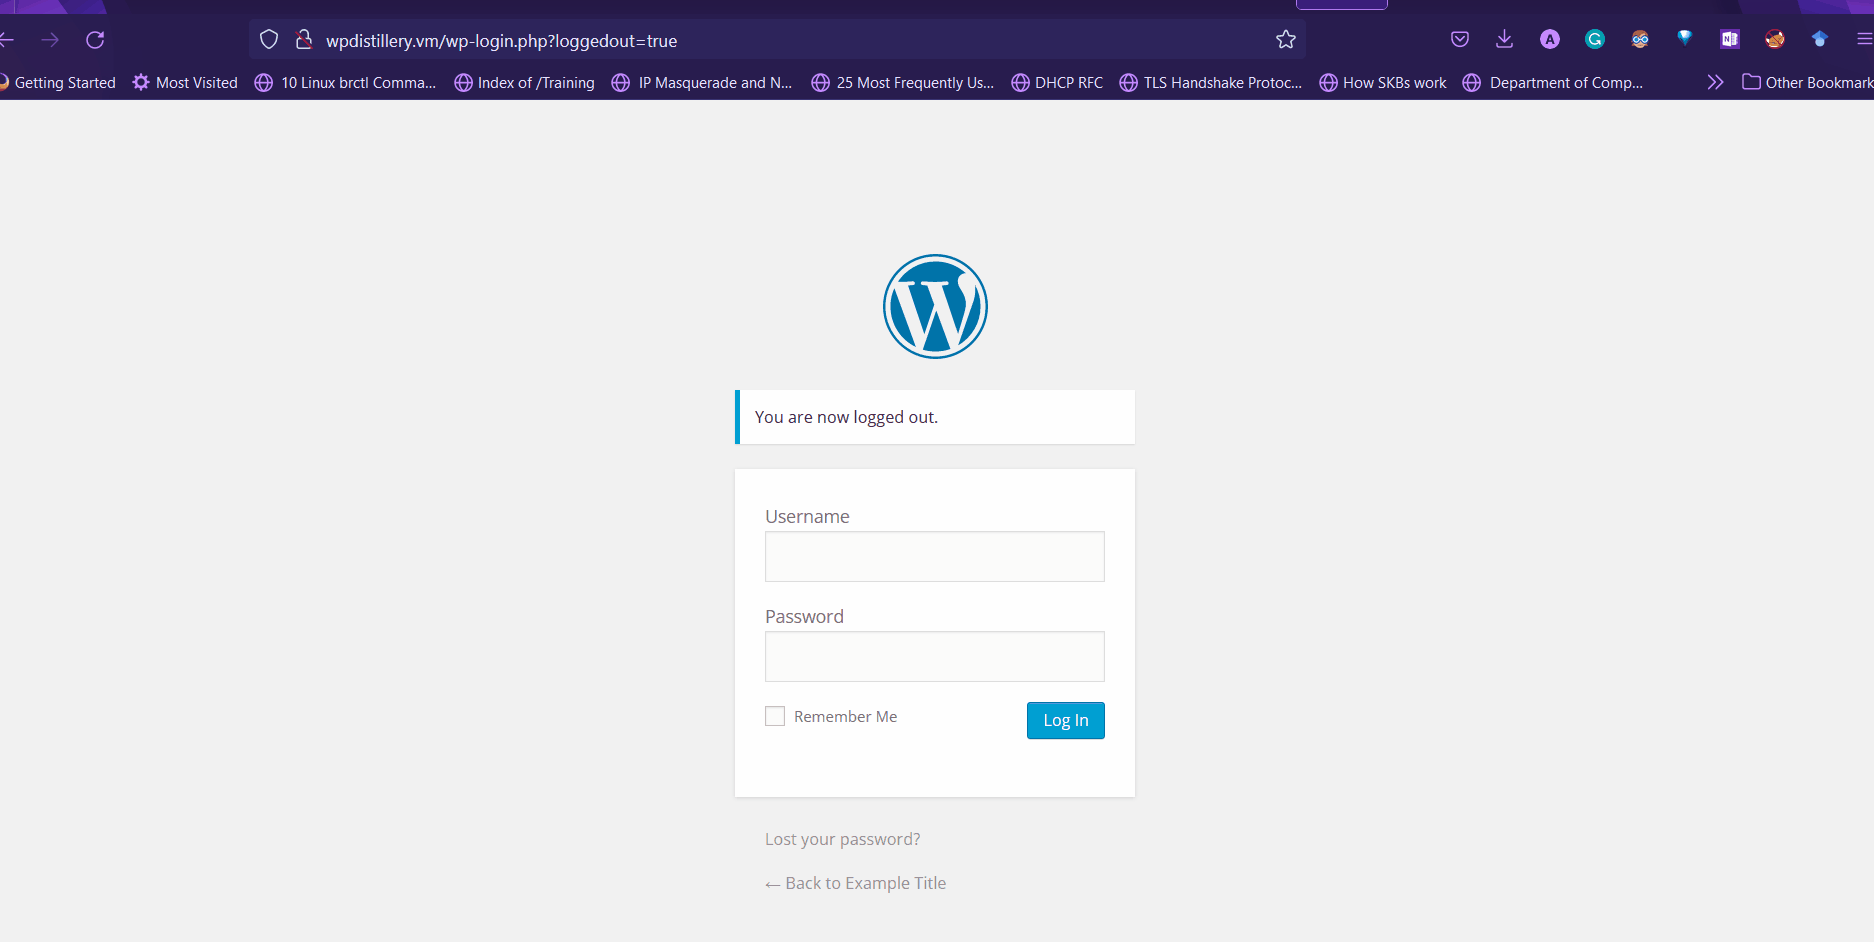 wpdistillery.vm/wp-login.php?loggedout=true
Getting Started Most Visited 10 Linux brctl Comma... Index of /Training IP Masquerade and N... 25 Most Frequently Us... DHCP RFC TLS Handshake Protoc... How SKBs work Department of Comp... Other Bookmark
You are now logged out.
Username
Password
Remember Me Log In
Lost your password?
← Back to Example Title